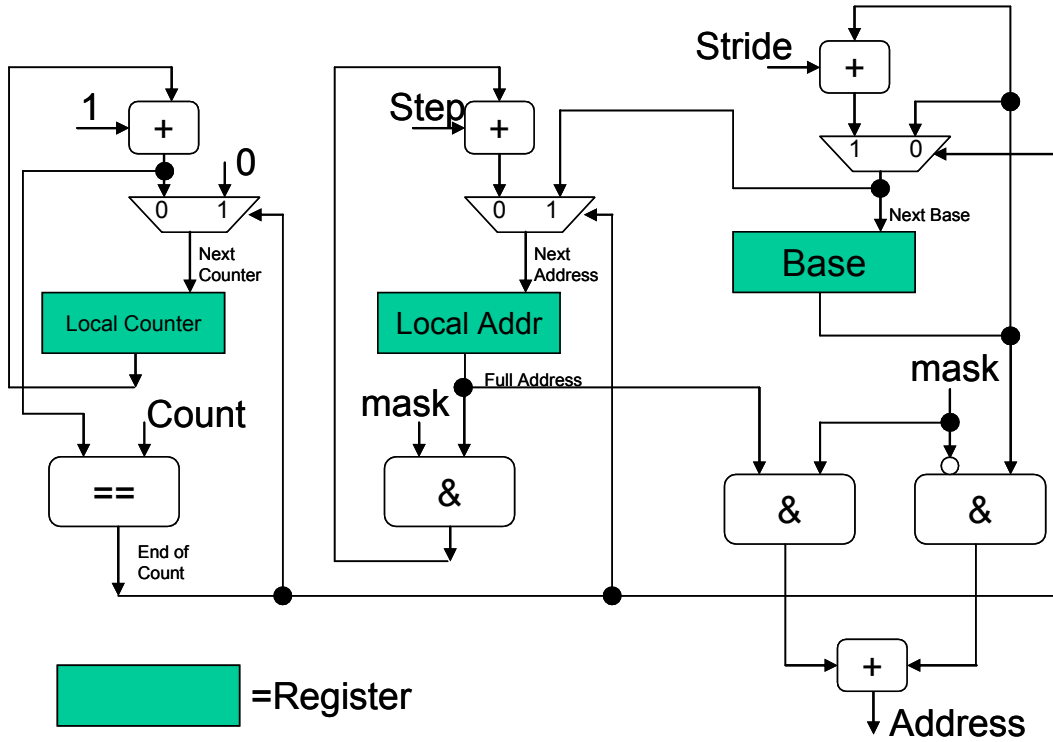 Stride
+
1
+
Step
+
1 0
0
0 1
0 1
Next Base
Next
Counter
Next
Address
Base
Local Counter
Local Addr
Full Address
mask
mask
Count
==
&
&
&
End of
Count
+
=Register
Address